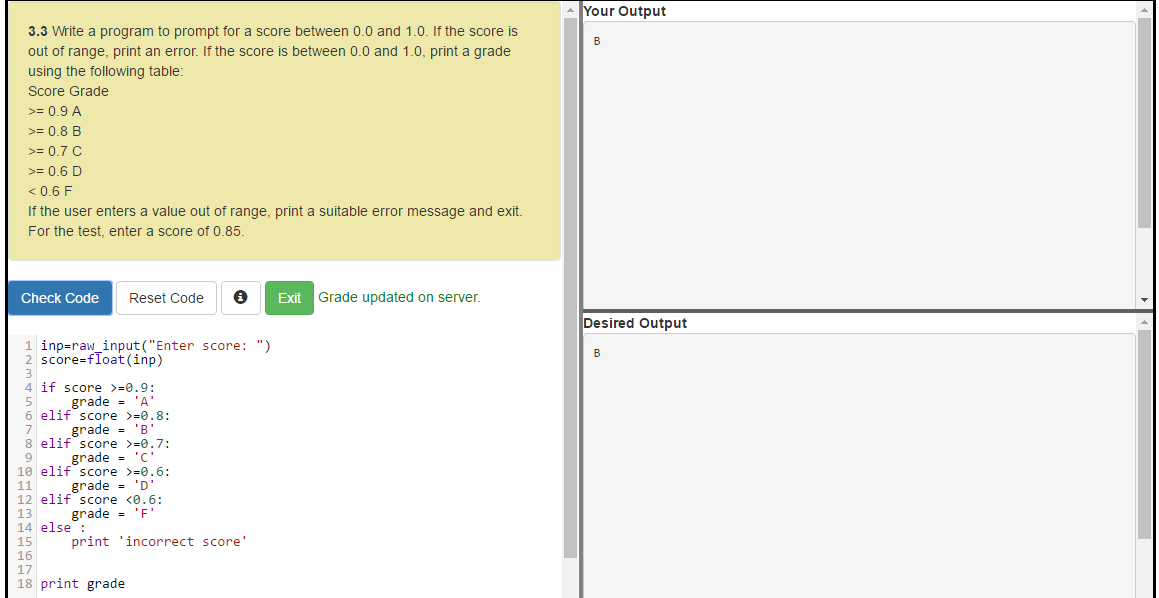 3.3 Write a program to prompt for a score between 0.0 and 1.0. If the score is
out of range, print an error. If the score is between 0.0 and 1.0, print a grade
using the following table:
Score Grade
>= 0.9 A
>= 0.8 B
>= 0.7 C
>= 0.6 D
< 0.6 F
If the user enters a value out of range, print a suitable error message and exit.
For the test, enter a score of 0.85.
Check Code Reset Code Exit Grade updated on server.
1 inp=raw_input("Enter score: ")
2 score=float(inp)
3
4 if score >=0.9:
5     grade = 'A'
6 elif score >=0.8:
7     grade = 'B'
8 elif score >=0.7:
9     grade = 'C'
10 elif score >=0.6:
11     grade = 'D'
12 elif score <0.6:
13     grade = 'F'
14 else :
15     print 'incorrect score'
16
17
18 print grade
Your Output
B
Desired Output
B